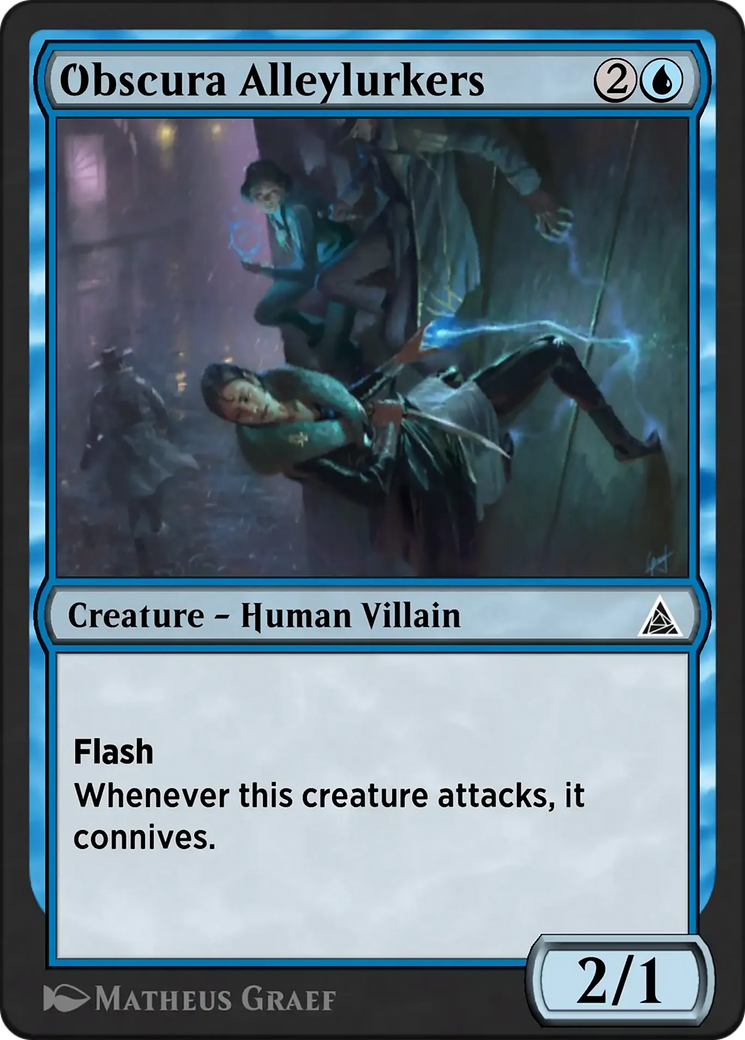 Obscura Alleylurkers 2
Creature – Human Villain
Flash
Whenever this creature attacks, it
connives.
2/1
Matheus Graef